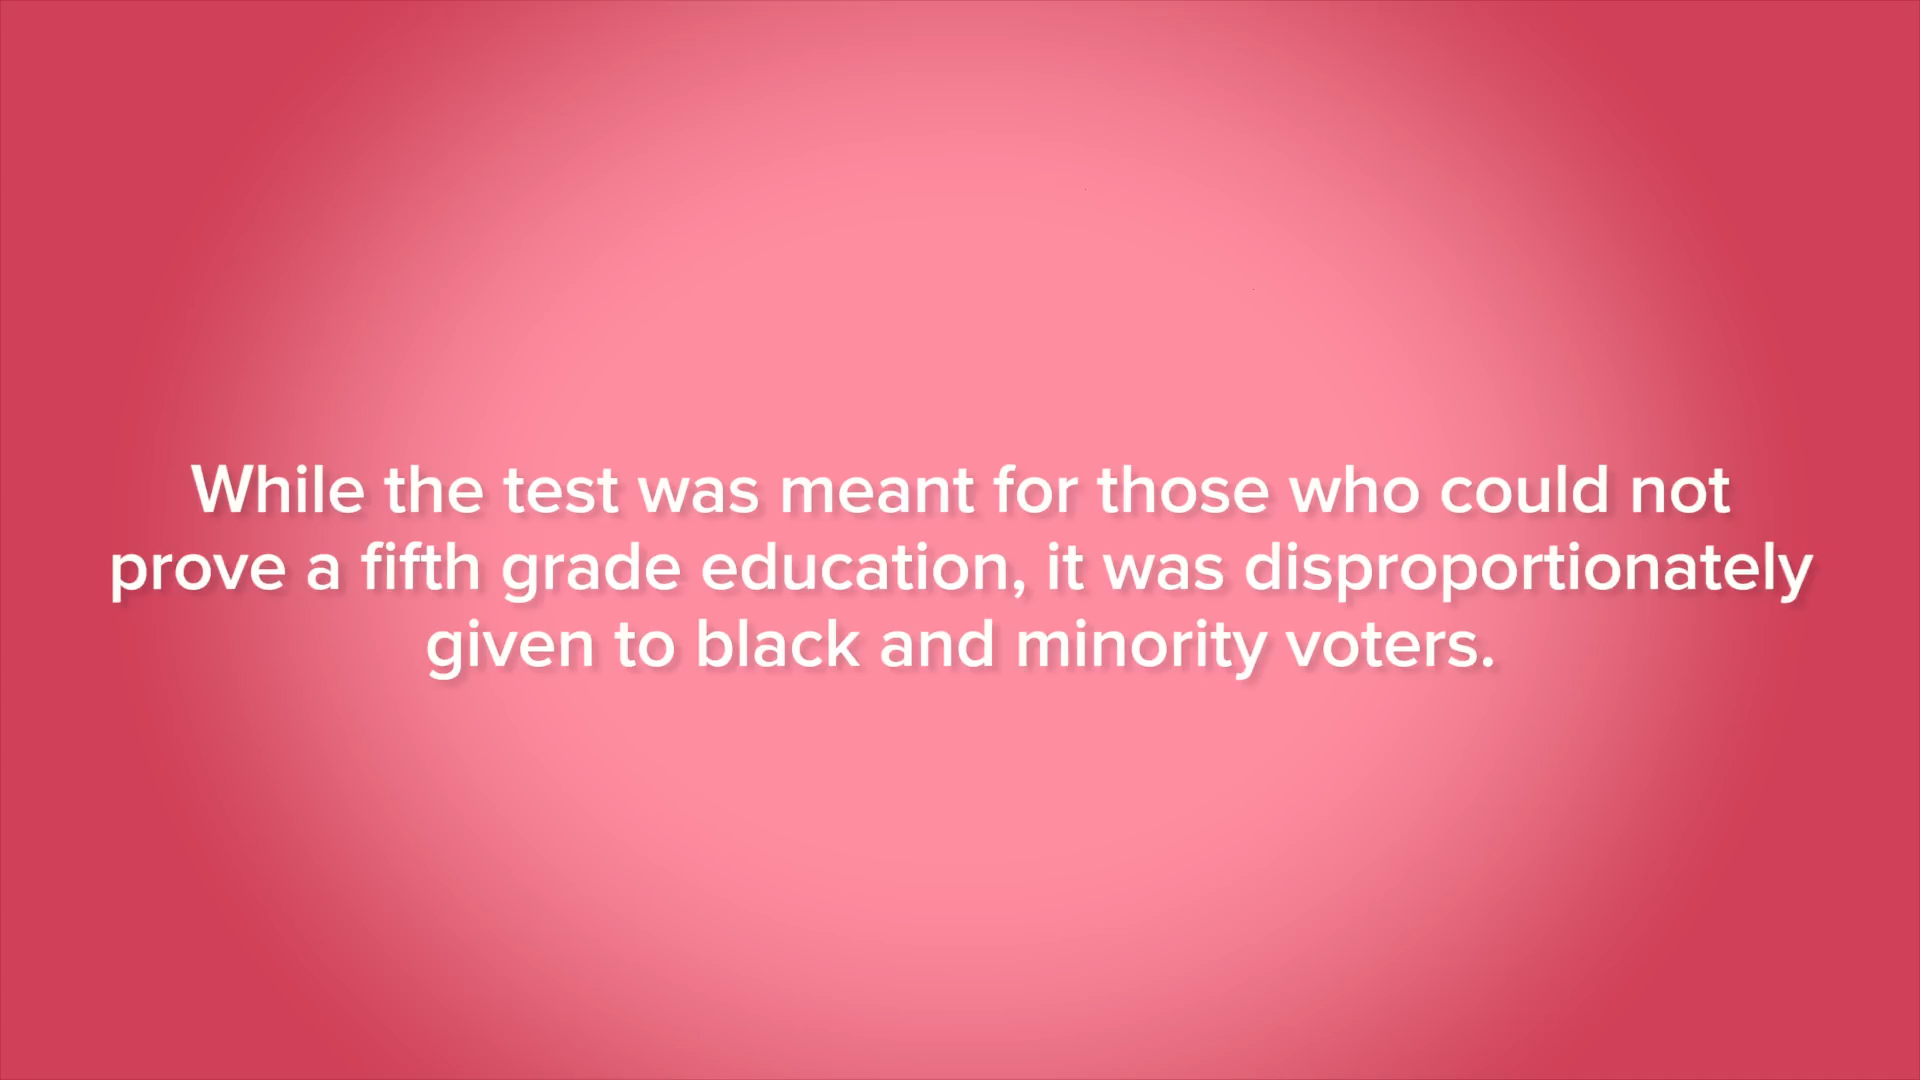 While the test was meant for those who could not
prove a fifth grade education, it was disproportionately
given to black and minority voters.